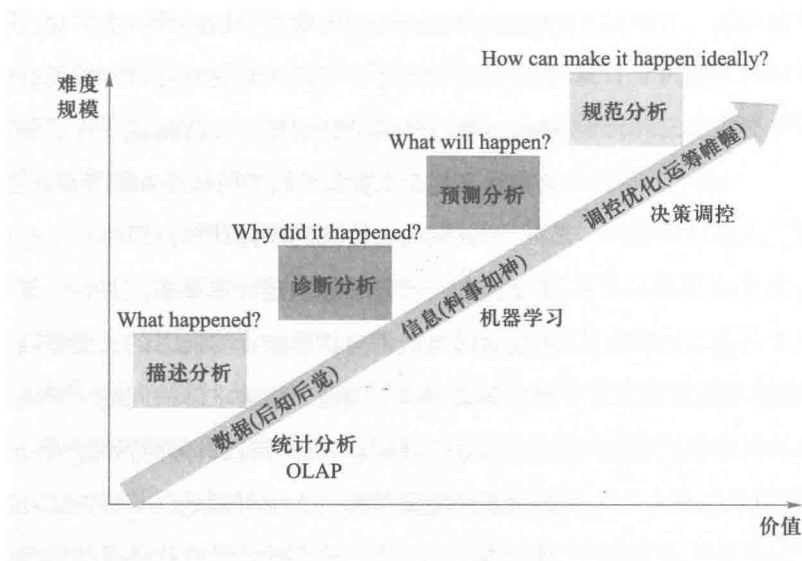 How can make it happen ideally?
难度
规模
规范分析
What will happen?
预测分析
调控优化(运筹帷幄)
决策调控
Why did it happened?
诊断分析
信息(料事如神)
机器学习
What happened?
描述分析
数据(后知后觉)
统计分析
OLAP
价值